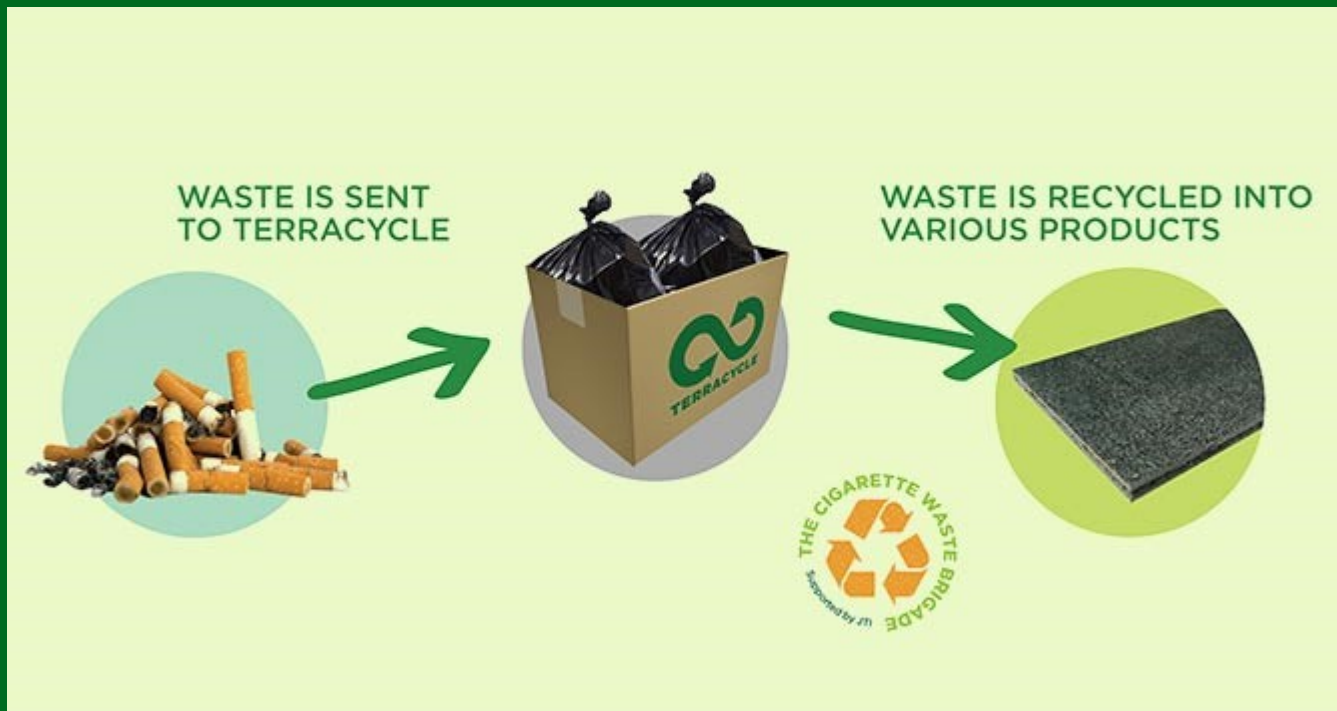 WASTE IS SENT
TO TERRACYCLE
TERRACYCLE
WASTE IS RECYCLED INTO
VARIOUS PRODUCTS
THE CIGARETTE WASTE BRIGADE
Supported by JTI